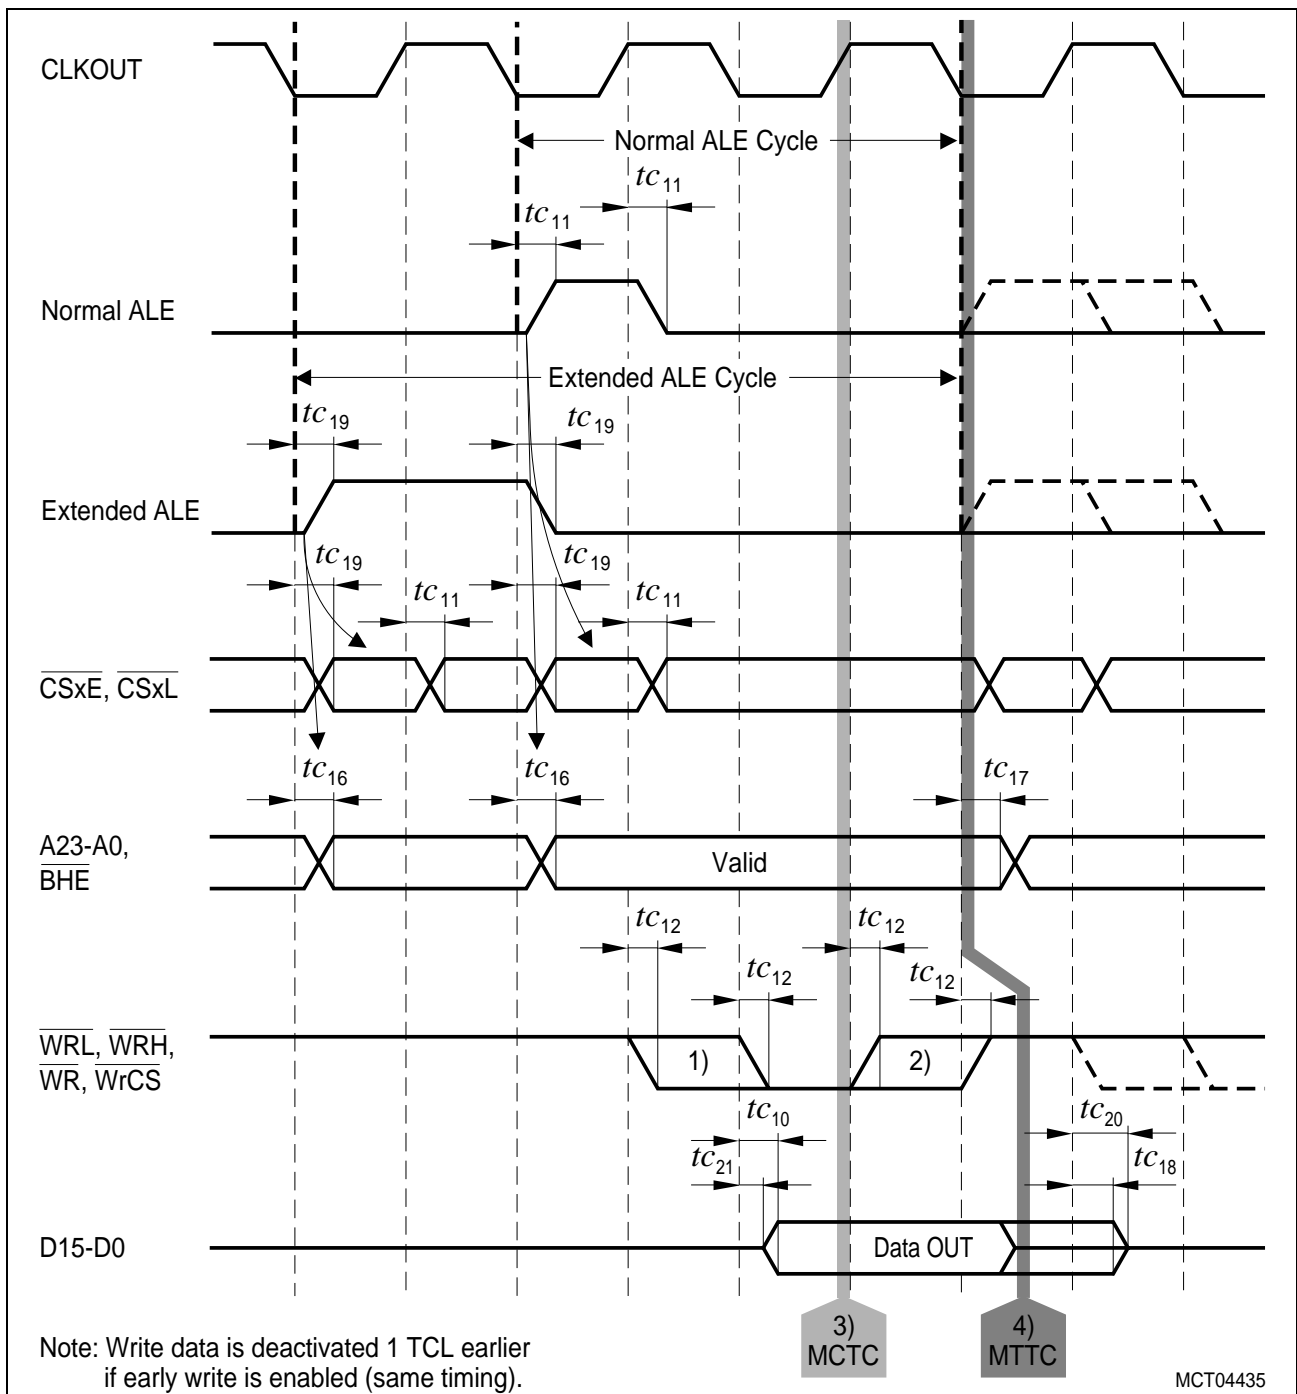 CLKOUT
Normal ALE Cycle
tc11
tc11
Normal ALE
Extended ALE Cycle
tc19
tc19
Extended ALE
tc19
tc19
tc11
tc11
CSxE, CSxL
tc16
tc16
tc17
A23-A0,
BHE
Valid
tc12
tc12
tc12
tc12
WRL, WRH,
WR, WrCS
1)
2)
tc10
tc20
tc21
tc18
D15-D0
Data OUT
3)
MCTC
4)
MTTC
Note: Write data is deactivated 1 TCL earlier
if early write is enabled (same timing).
MCT04435